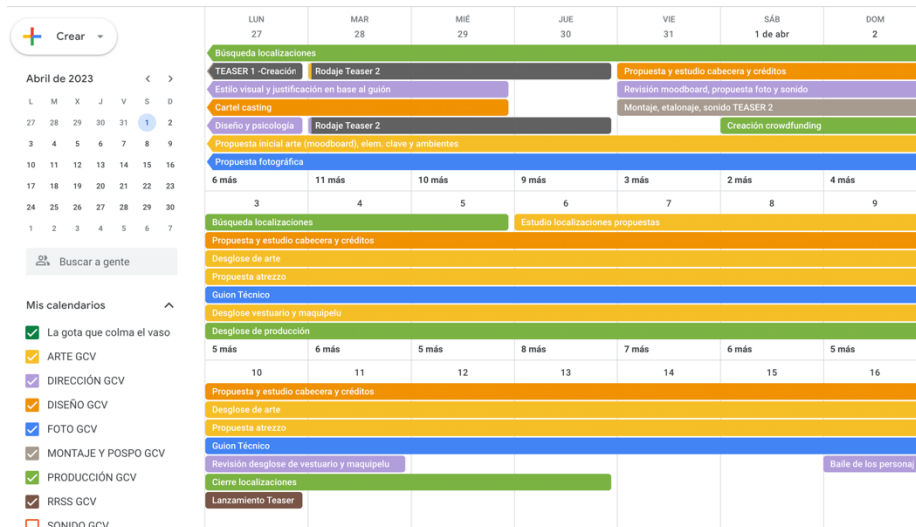 Crear
Abril de 2023
L M X J V S D
27 28 29 30 31 1 2
3 4 5 6 7 8 9
10 11 12 13 14 15 16
17 18 19 20 21 22 23
24 25 26 27 28 29 30
1 2 3 4 5 6 7
Buscar a gente
Mis calendarios
La gota que colma el vaso
ARTE GCV
DIRECCIÓN GCV
DISEÑO GCV
FOTO GCV
MONTAJE Y POSPO GCV
PRODUCCIÓN GCV
RRSS GCV
SONIDO GCV
LUN MAR MIÉ JUE VIE SÁB DOM
27 28 29 30 31 1 de abr 2
Búsqueda localizaciones
TEASER 1 -Creación Rodaje Teaser 2 Propuesta y estudio cabecera y créditos
Estilo visual y justificación en base al guión Revisión moodboard, propuesta foto y sonido
Cartel casting Montaje, etalonaje, sonido TEASER 2
Diseño y psicología Rodaje Teaser 2 Creación crowdfunding
Propuesta inicial arte (moodboard), elem. clave y ambientes
Propuesta fotográfica
6 más 11 más 10 más 9 más 3 más 2 más 4 más
3 4 5 6 7 8 9
Búsqueda localizaciones Estudio localizaciones propuestas
Propuesta y estudio cabecera y créditos
Desglose de arte
Propuesta atrezzo
Guion Técnico
Desglose vestuario y maquipelu
Desglose de producción
5 más 6 más 5 más 8 más 7 más 6 más 5 más
10 11 12 13 14 15 16
Propuesta y estudio cabecera y créditos
Desglose de arte
Propuesta atrezzo
Guion Técnico
Revisión desglose de vestuario y maquipelu Baile de los personaj
Cierre localizaciones
Lanzamiento Teaser